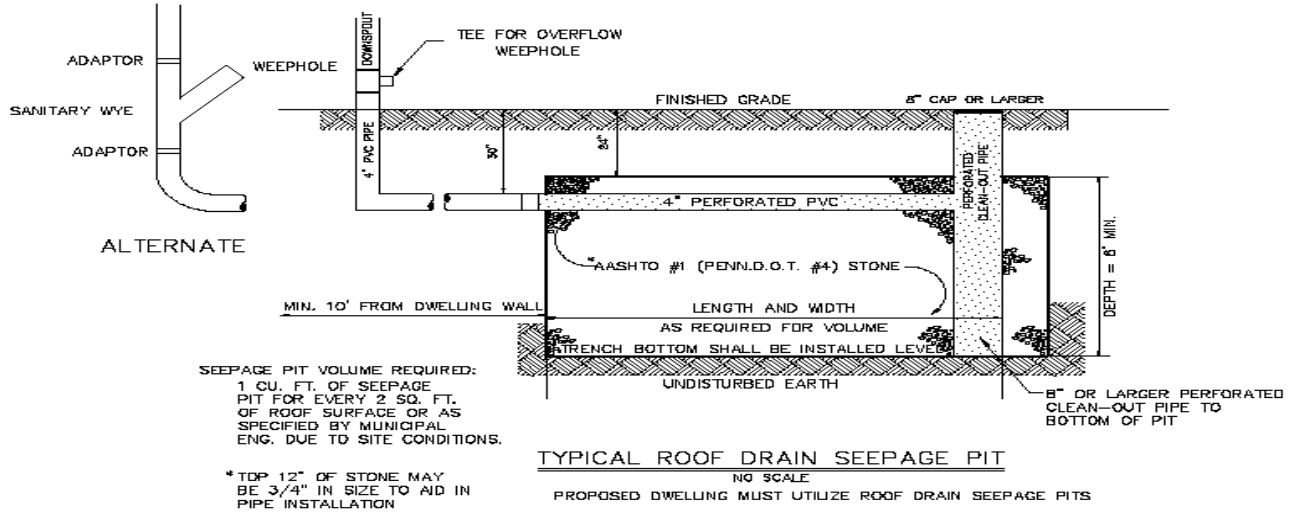 ADAPTOR
WEEPHOLE
SANITARY WYE
ADAPTOR
ALTERNATE
DOWNSPOUT
TEE FOR OVERFLOW
WEEPHOLE
4" PVC PIPE
FINISHED GRADE
8" CAP OR LARGER
30"
24"
PERFORATED
CLEAN-OUT PIPE
4" PERFORATED PVC
*AASHTO #1 (PENN.D.O.T. #4) STONE
DEPTH = 6' MIN.
MIN. 10' FROM DWELLING WALL
LENGTH AND WIDTH
AS REQUIRED FOR VOLUME
TRENCH BOTTOM SHALL BE INSTALLED LEVEL
UNDISTURBED EARTH
8" OR LARGER PERFORATED
CLEAN-OUT PIPE TO
BOTTOM OF PIT
SEEPAGE PIT VOLUME REQUIRED:
1 CU. FT. OF SEEPAGE
PIT FOR EVERY 2 SQ. FT.
OF ROOF SURFACE OR AS
SPECIFIED BY MUNICIPAL
ENG. DUE TO SITE CONDITIONS.
*TOP 12" OF STONE MAY
BE 3/4" IN SIZE TO AID IN
PIPE INSTALLATION
TYPICAL ROOF DRAIN SEEPAGE PIT
NO SCALE
PROPOSED DWELLING MUST UTILIZE ROOF DRAIN SEEPAGE PITS